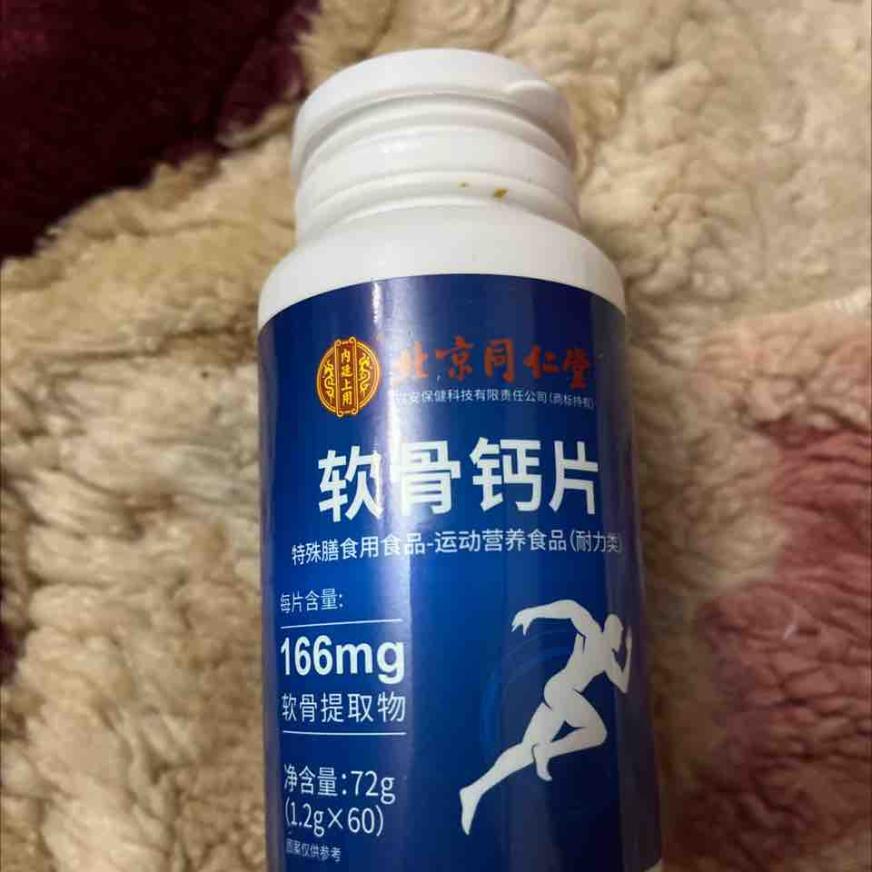 内廷上用
北京同仁堂
安保健科技有限责任公司(商标持有)
软骨钙片
特殊膳食用食品-运动营养食品(耐力类)
每片含量:
166mg
软骨提取物
净含量:72g
(1.2g×60)
图案仅供参考